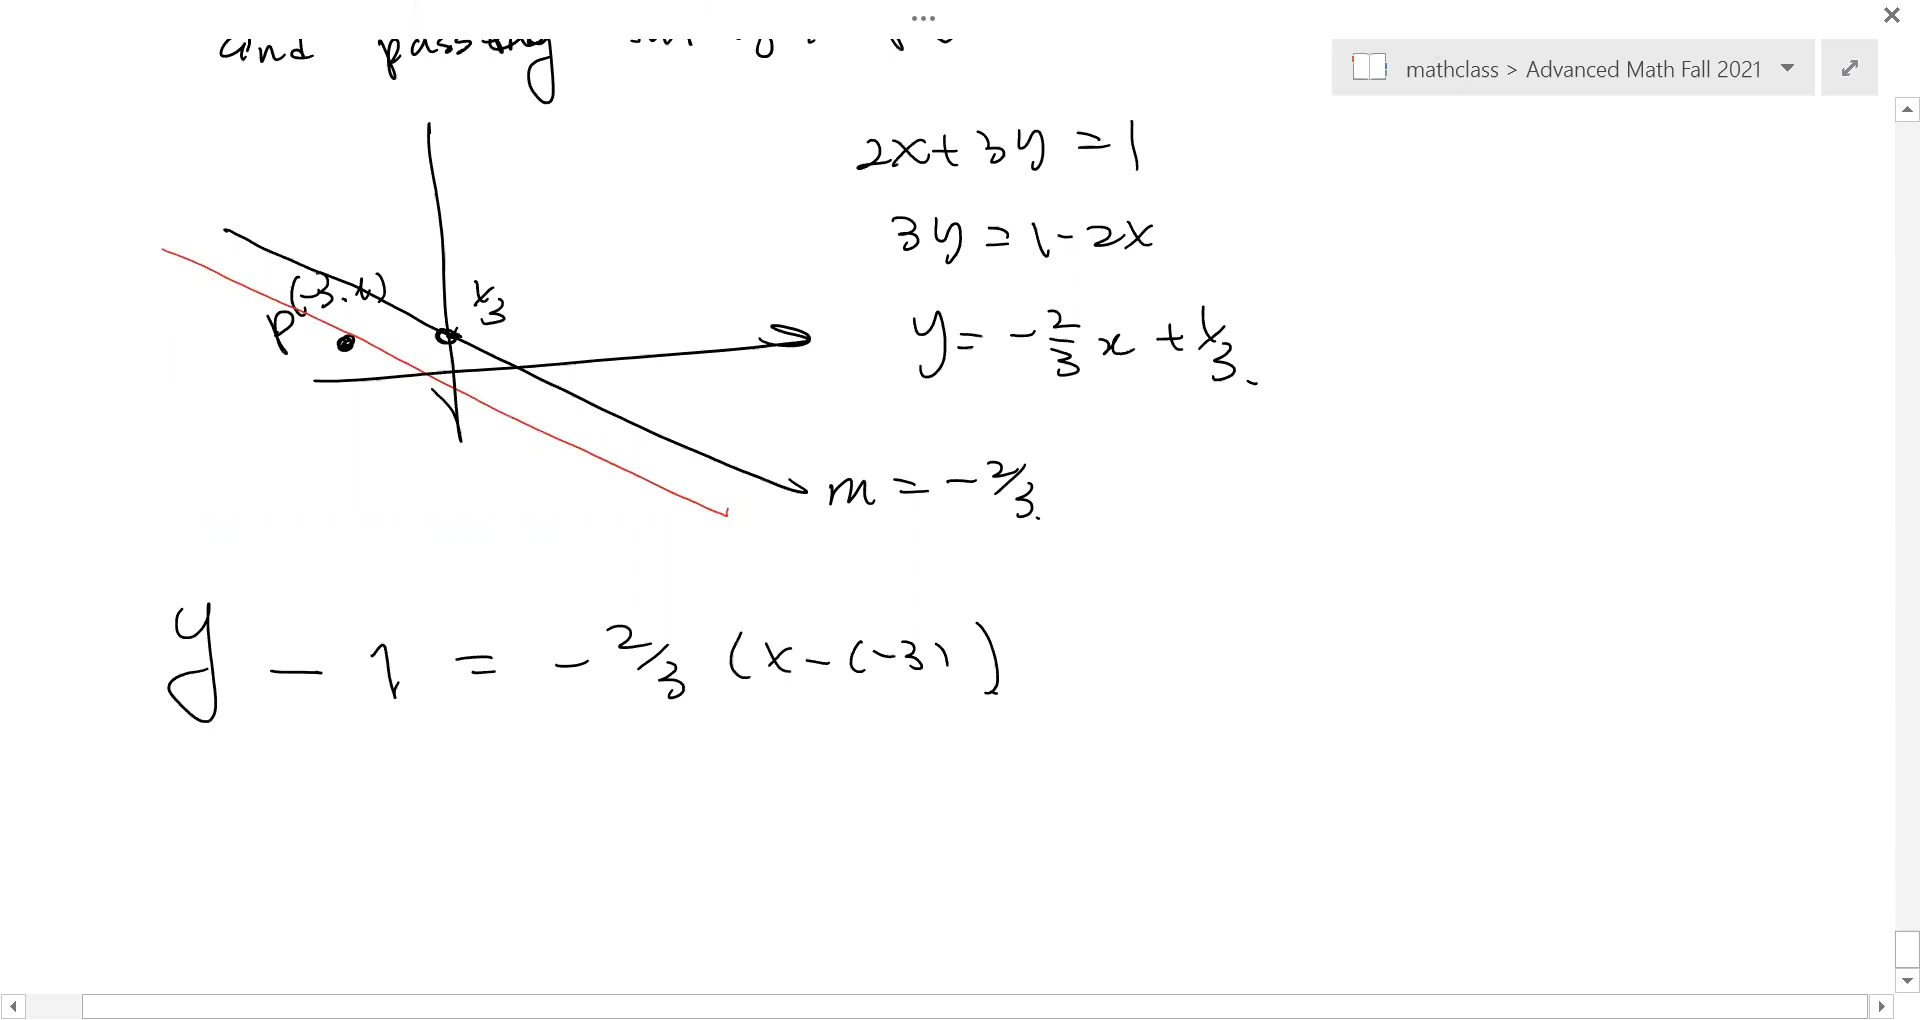 and passing
mathclass > Advanced Math Fall 2021
2x+3y=1
3y=1-2x
(-3,1)
1/3
P
y=-2/3x+1/3.
m=-2/3.
y-1=-2/3(x-(-3))